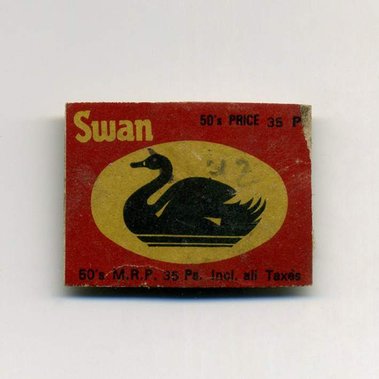 Swan
50's PRICE 35 P
50's M.R.P. 35 Ps. Incl. all Taxes